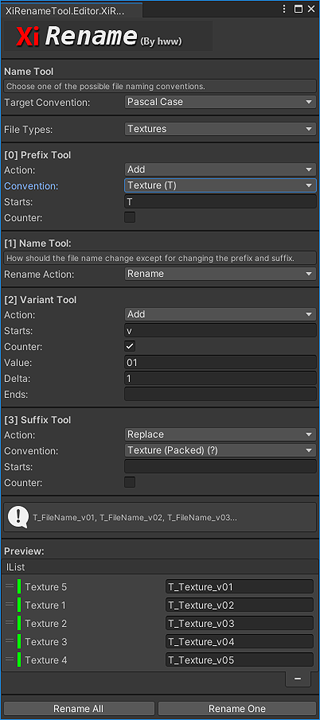 XiRenameTool.Editor.XiR...
Xi Rename (By hww)
Name Tool
Choose one of the possible file naming conventions.
Target Convention: Pascal Case
File Types: Textures
[0] Prefix Tool
Action: Add
Convention: Texture (T)
Starts: T
Counter:
[1] Name Tool:
How should the file name change except for changing the prefix and suffix.
Rename Action: Rename
[2] Variant Tool
Action: Add
Starts: v
Counter:
Value: 01
Delta: 1
Ends:
[3] Suffix Tool
Action: Replace
Convention: Texture (Packed) (?)
Starts:
Counter:
T_FileName_v01, T_FileName_v02, T_FileName_v03...
Preview:
IList
Texture 5 T_Texture_v01
Texture 1 T_Texture_v02
Texture 2 T_Texture_v03
Texture 3 T_Texture_v04
Texture 4 T_Texture_v05
Rename All Rename One